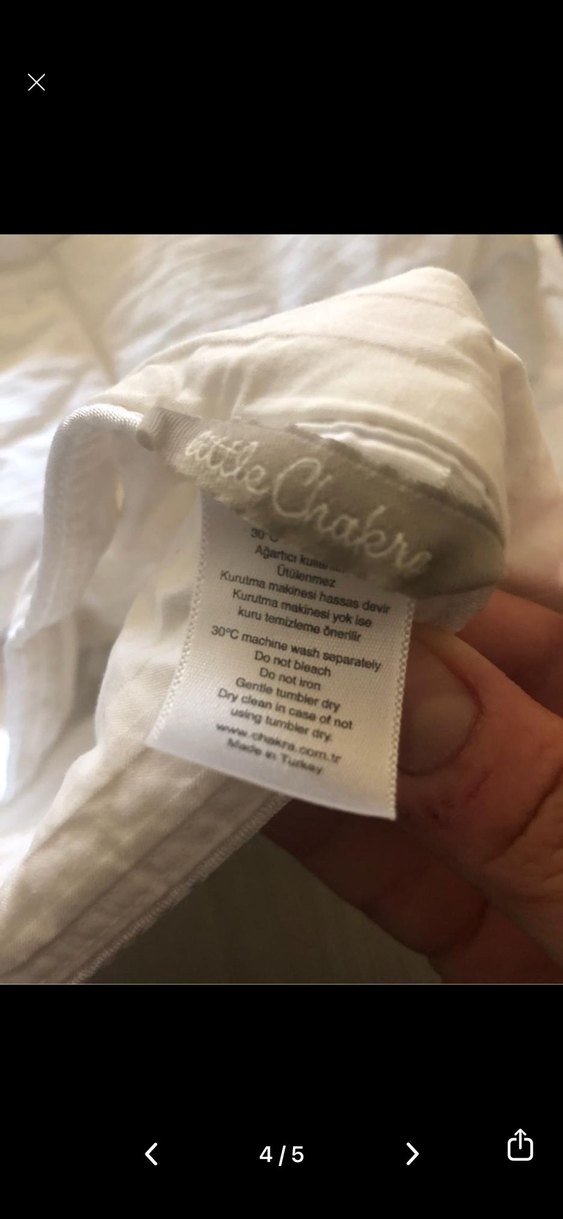 little Chakra
30°C
Ağartıcı
Ütülenmez
Kurutma makinesi hassas devir
Kurutma makinesi yok ise
kuru temizleme önerilir
30°C machine wash separately
Do not bleach
Do not iron
Gentle tumbler dry
Dry clean in case of not
using tumbler dry.
www.chakra.com.tr
Made in Turkey
4/5